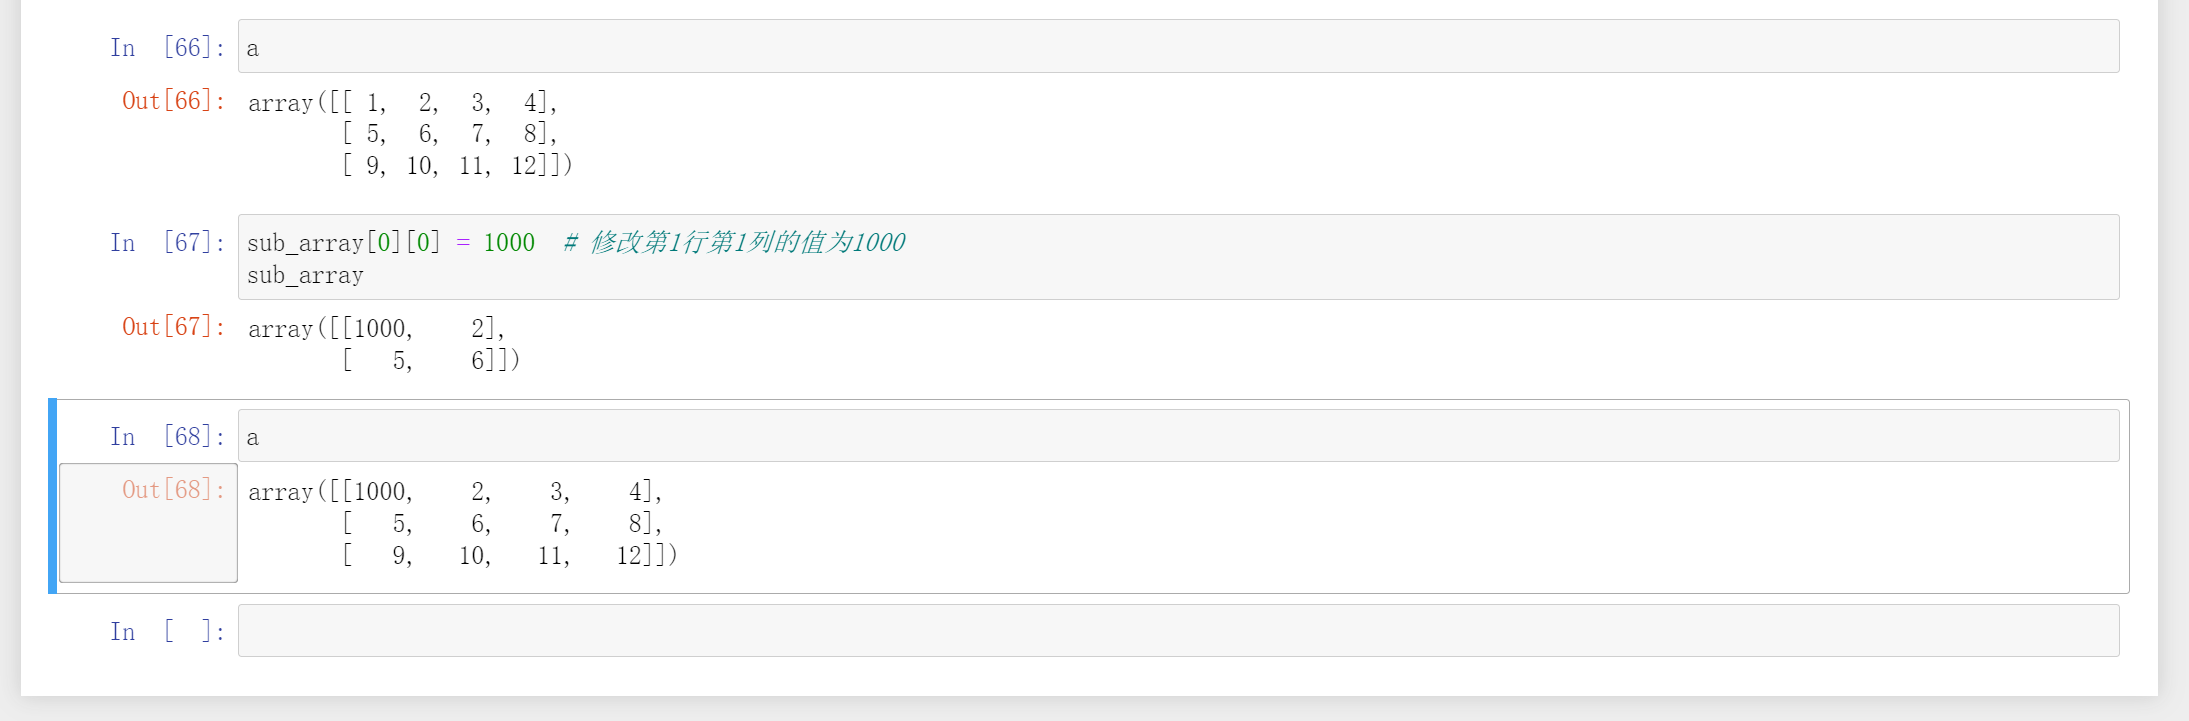 In [66]: a
Out[66]: array([[ 1,  2,  3,  4],
       [ 5,  6,  7,  8],
       [ 9, 10, 11, 12]])
In [67]: sub_array[0][0] = 1000  # 修改第1行第1列的值为1000
sub_array
Out[67]: array([[1000,    2],
       [   5,    6]])
In [68]: a
Out[68]: array([[1000,    2,    3,    4],
       [   5,    6,    7,    8],
       [   9,   10,   11,   12]])
In [ ]: